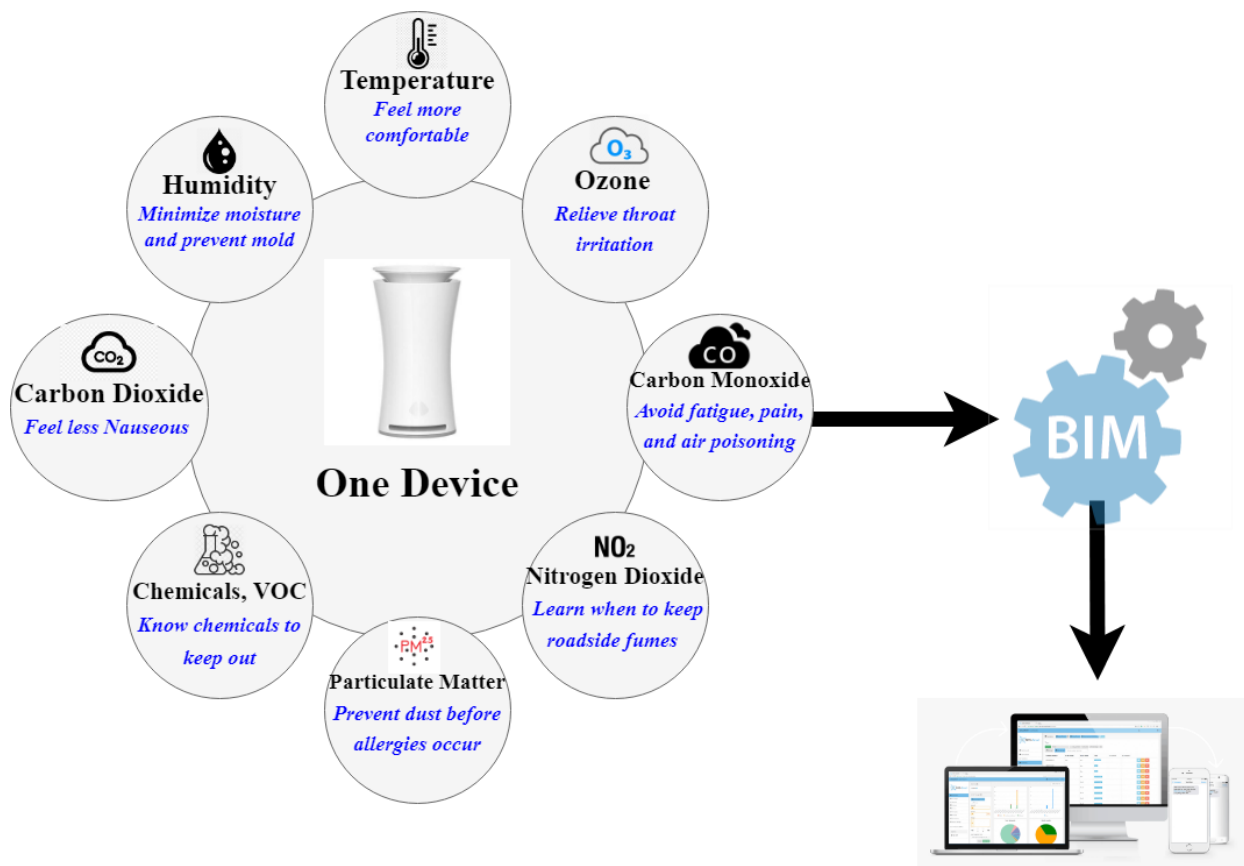 Temperature
Feel more
comfortable
O3
Ozone
Relieve throat
irritation
Humidity
Minimize moisture
and prevent mold
CO2
Carbon Dioxide
Feel less Nauseous
CO
Carbon Monoxide
Avoid fatigue, pain,
and air poisoning
One Device
BIM
Chemicals, VOC
Know chemicals to
keep out
NO2
Nitrogen Dioxide
Learn when to keep
roadside fumes
PM2.5
Particulate Matter
Prevent dust before
allergies occur